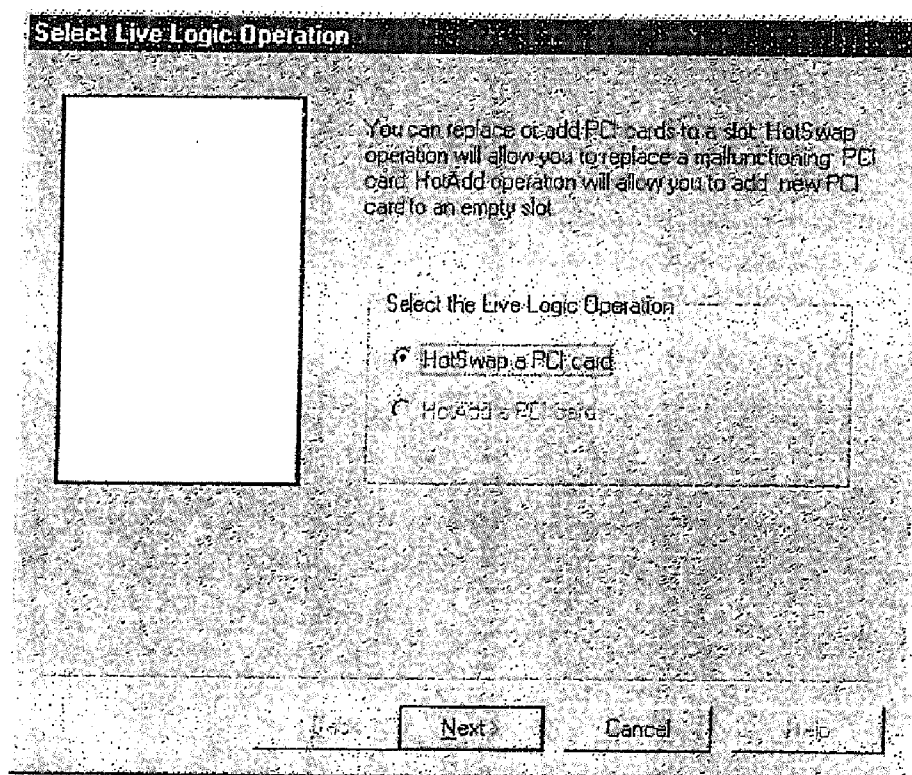 Select Live Logic Operation
You can replace or add PCI cards to a slot. HotSwap
operation will allow you to replace a malfunctioning PCI
card. HotAdd operation will allow you to add new PCI
card to an empty slot.
Select the Live Logic Operation
HotSwap a PCI card
HotAdd a PCI card
Next >
Cancel
Help